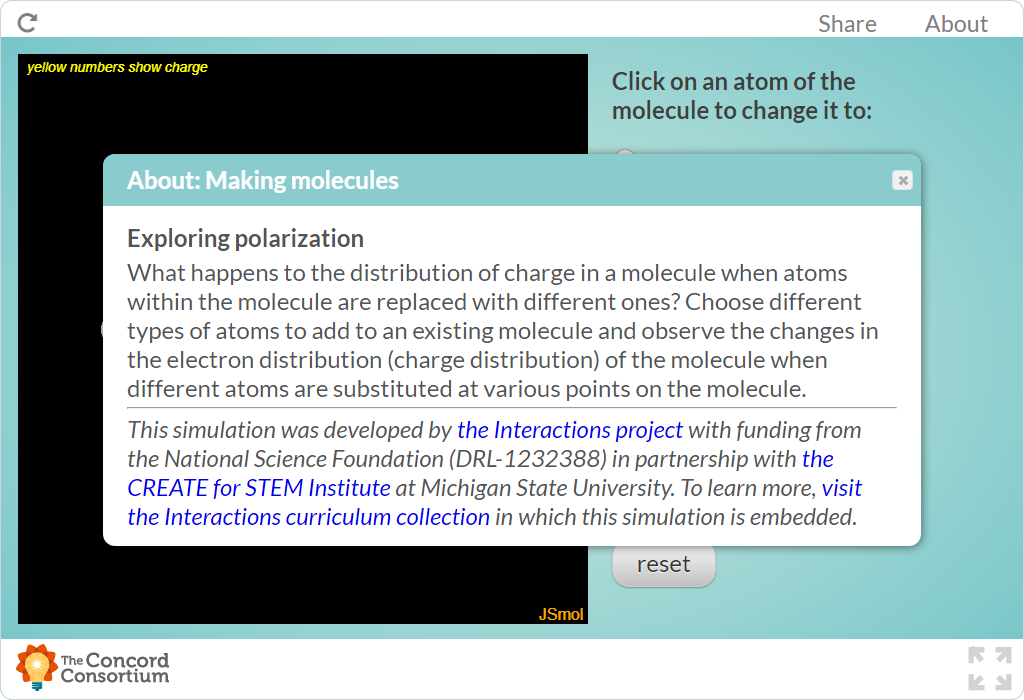 Share About
yellow numbers show charge
Click on an atom of the
molecule to change it to:
About: Making molecules
Exploring polarization
What happens to the distribution of charge in a molecule when atoms
within the molecule are replaced with different ones? Choose different
types of atoms to add to an existing molecule and observe the changes in
the electron distribution (charge distribution) of the molecule when
different atoms are substituted at various points on the molecule.
This simulation was developed by the Interactions project with funding from
the National Science Foundation (DRL-1232388) in partnership with the
CREATE for STEM Institute at Michigan State University. To learn more, visit
the Interactions curriculum collection in which this simulation is embedded.
reset
JSmol
The Concord
Consortium